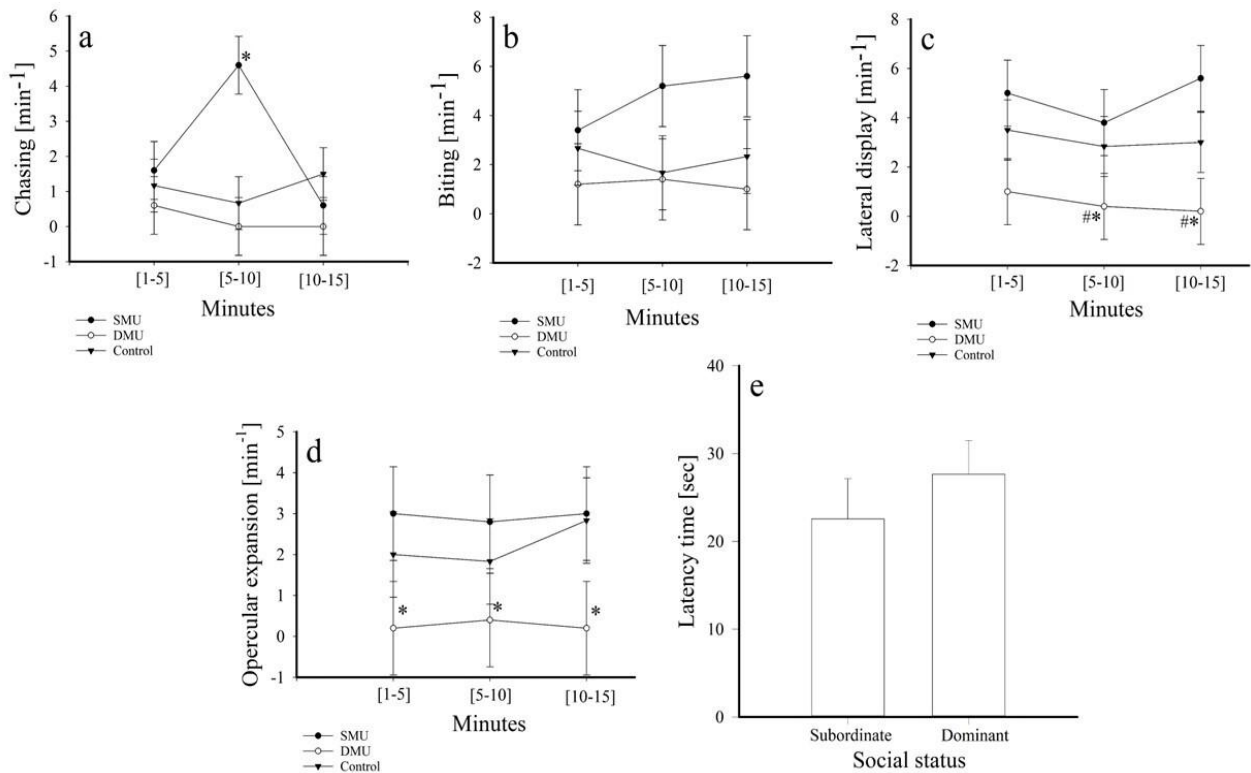 a
Chasing [min⁻¹]
6
5
4
3
2
1
0
-1
*
[1-5] [5-10] [10-15]
Minutes
SMU
DMU
Control
b
Biting [min⁻¹]
8
6
4
2
0
-2
[1-5] [5-10] [10-15]
Minutes
SMU
DMU
Control
c
Lateral display [min⁻¹]
8
6
4
2
0
-2
#* #*
[1-5] [5-10] [10-15]
Minutes
SMU
DMU
Control
d
Opercular expansion [min⁻¹]
5
4
3
2
1
0
-1
* * *
[1-5] [5-10] [10-15]
Minutes
SMU
DMU
Control
e
Latency time [sec]
40
30
20
10
0
Subordinate Dominant
Social status